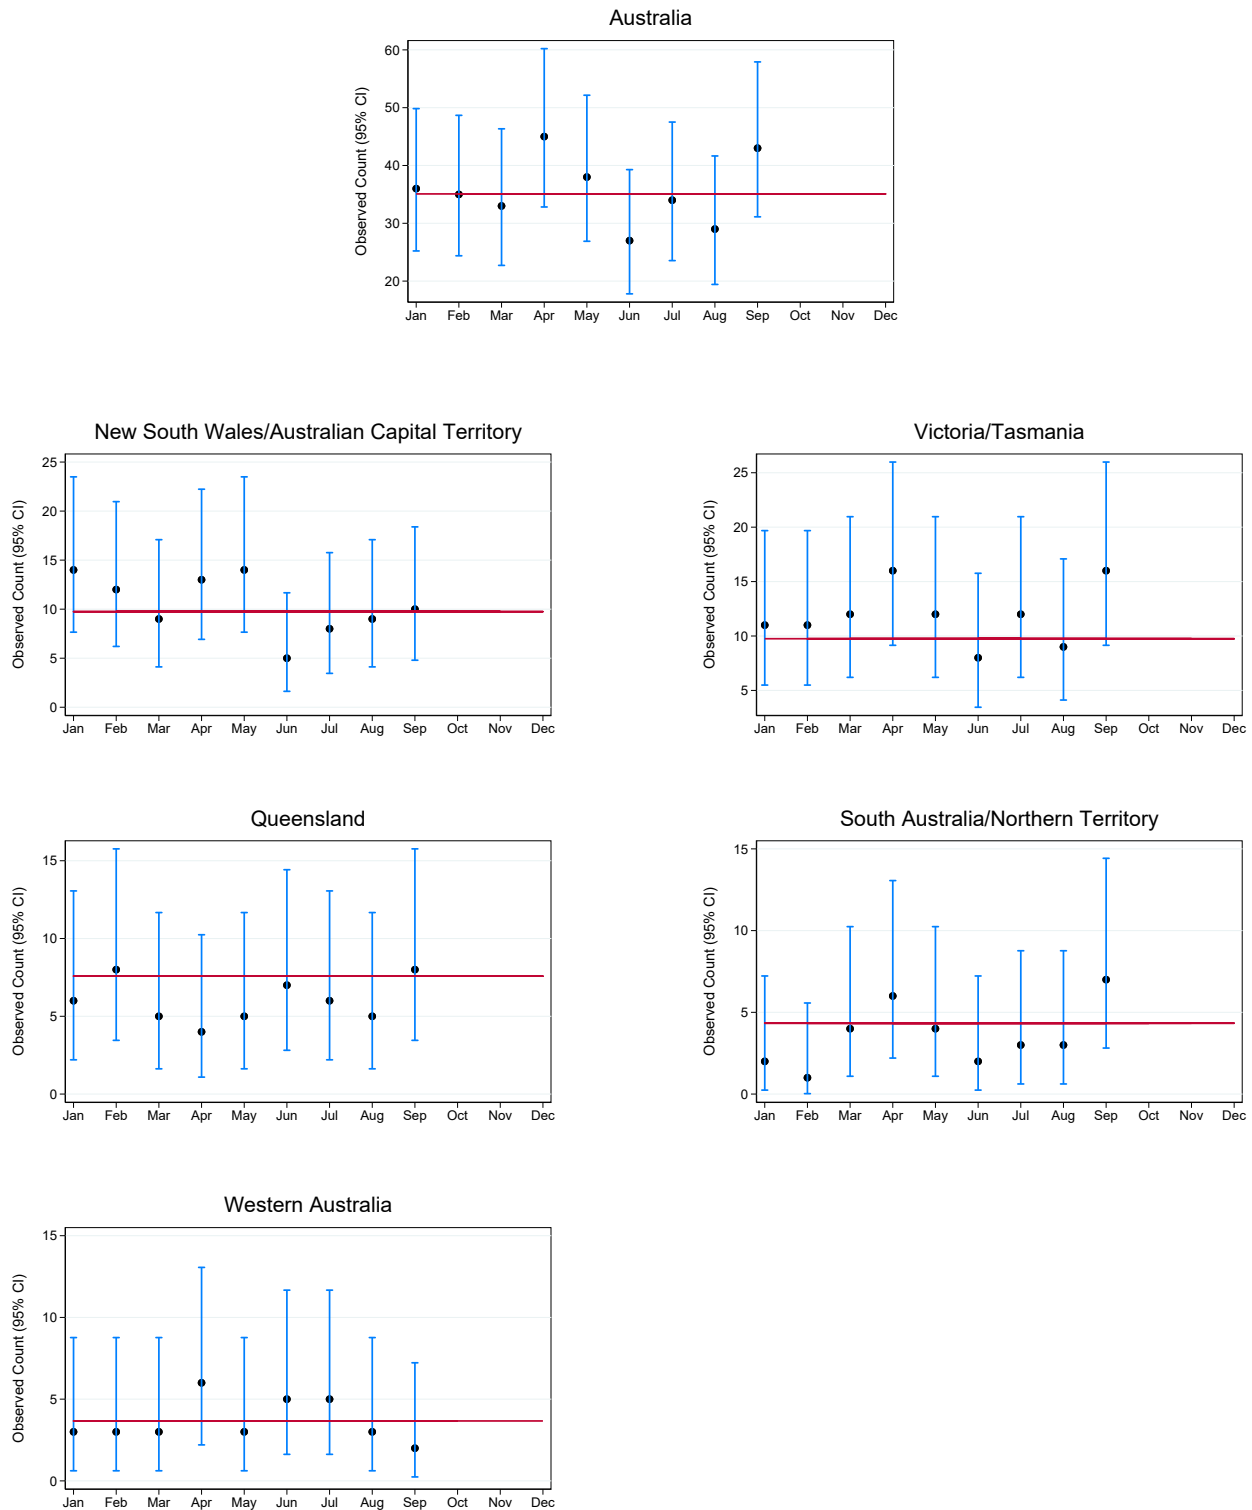 Australia
Observed Count (95% CI)
60
50
40
30
20
Jan Feb Mar Apr May Jun Jul Aug Sep Oct Nov Dec
New South Wales/Australian Capital Territory
Observed Count (95% CI)
25
20
15
10
5
0
Jan Feb Mar Apr May Jun Jul Aug Sep Oct Nov Dec
Victoria/Tasmania
Observed Count (95% CI)
25
20
15
10
5
Jan Feb Mar Apr May Jun Jul Aug Sep Oct Nov Dec
Queensland
Observed Count (95% CI)
15
10
5
0
Jan Feb Mar Apr May Jun Jul Aug Sep Oct Nov Dec
South Australia/Northern Territory
Observed Count (95% CI)
15
10
5
0
Jan Feb Mar Apr May Jun Jul Aug Sep Oct Nov Dec
Western Australia
Observed Count (95% CI)
15
10
5
0
Jan Feb Mar Apr May Jun Jul Aug Sep Oct Nov Dec